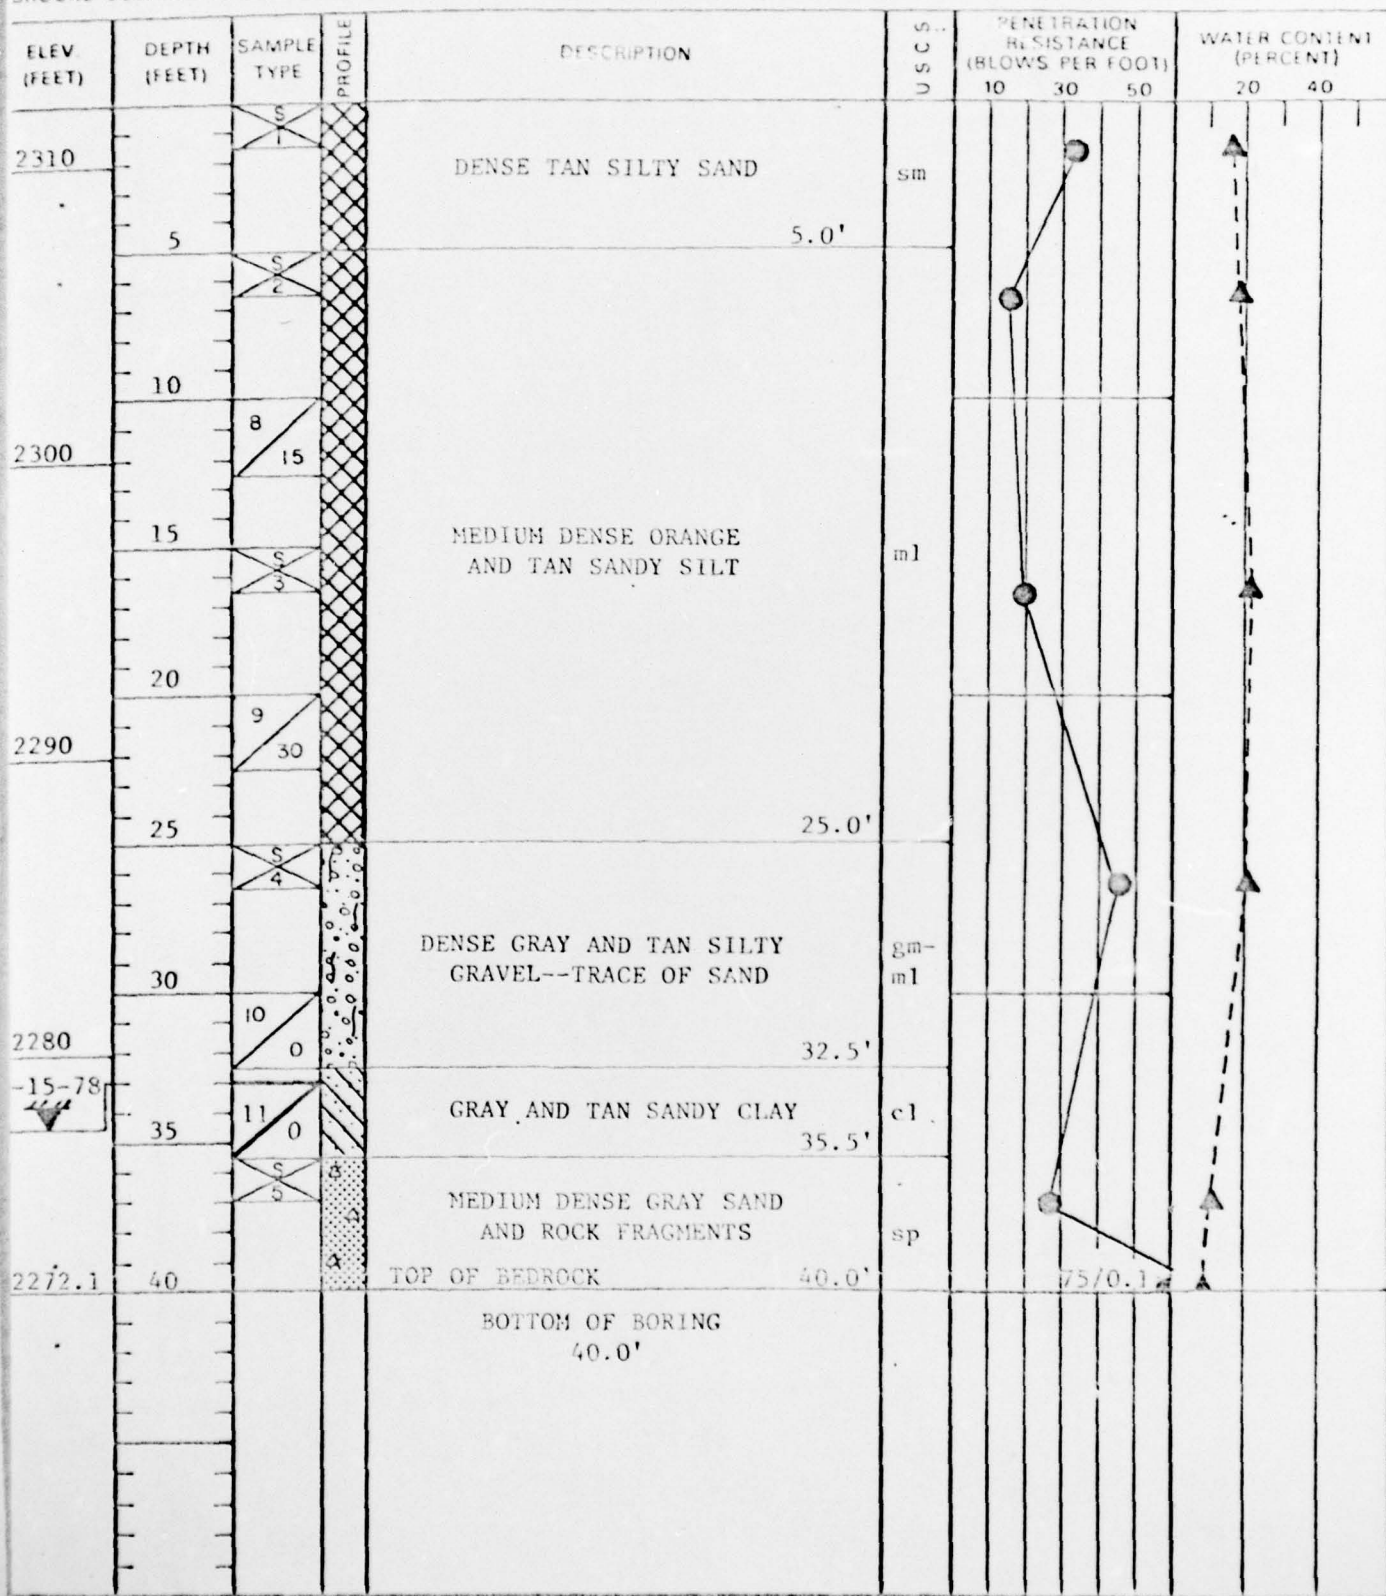 ELEV.
(FEET)
DEPTH
(FEET)
SAMPLE
TYPE
PROFILE
DESCRIPTION
USCS
PENETRATION
RESISTANCE
(BLOWS PER FOOT)
10 30 50
WATER CONTENT
(PERCENT)
20 40
S
1
2310
DENSE TAN SILTY SAND
sm
5
5.0'
S
2
10
8
15
2300
15
MEDIUM DENSE ORANGE
AND TAN SANDY SILT
ml
S
3
20
9
30
2290
25
25.0'
S
4
DENSE GRAY AND TAN SILTY
GRAVEL--TRACE OF SAND
gm-
ml
30
10
0
2280
32.5'
-15-78
11
0
GRAY AND TAN SANDY CLAY
cl
35
35.5'
S
5
MEDIUM DENSE GRAY SAND
AND ROCK FRAGMENTS
sp
2272.1
40
TOP OF BEDROCK 40.0'
75/0.1
BOTTOM OF BORING
40.0'